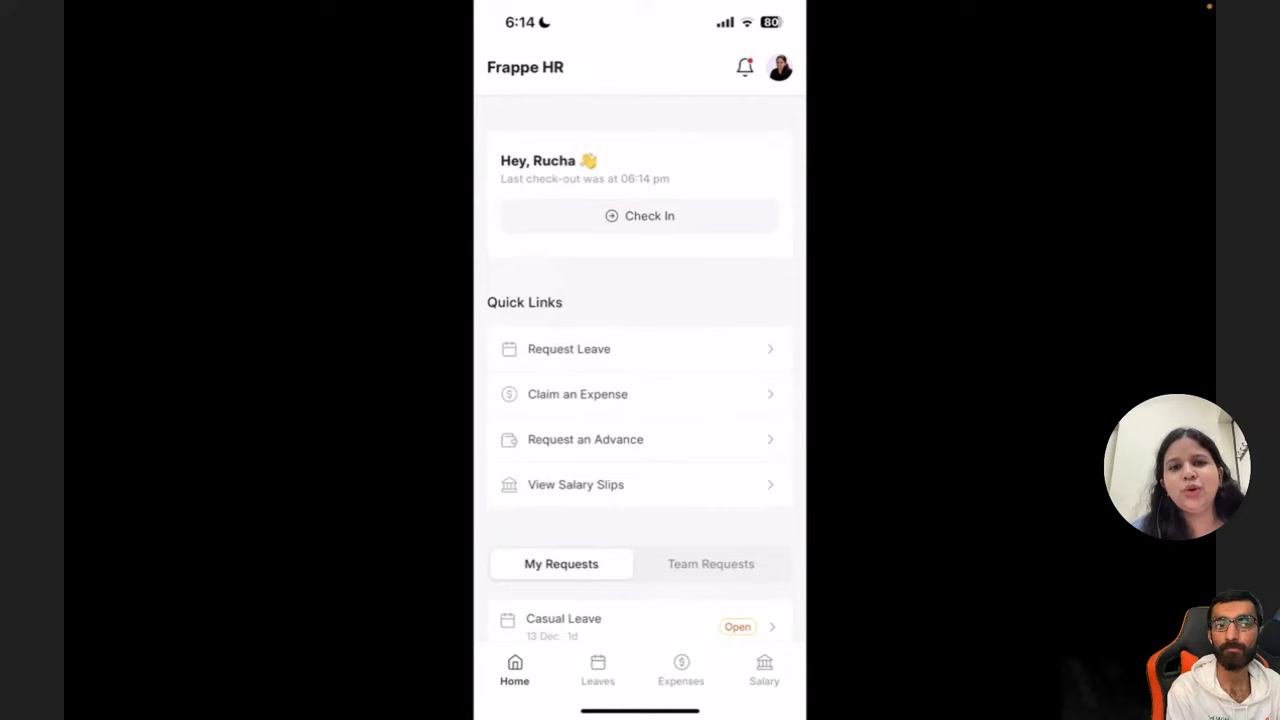 6:14
80
Frappe HR
Hey, Rucha 👋
Last check-out was at 06:14 pm
Check In
Quick Links
Request Leave
Claim an Expense
Request an Advance
View Salary Slips
My Requests
Team Requests
Casual Leave
13 Dec · 1d
Open
Home
Leaves
Expenses
Salary